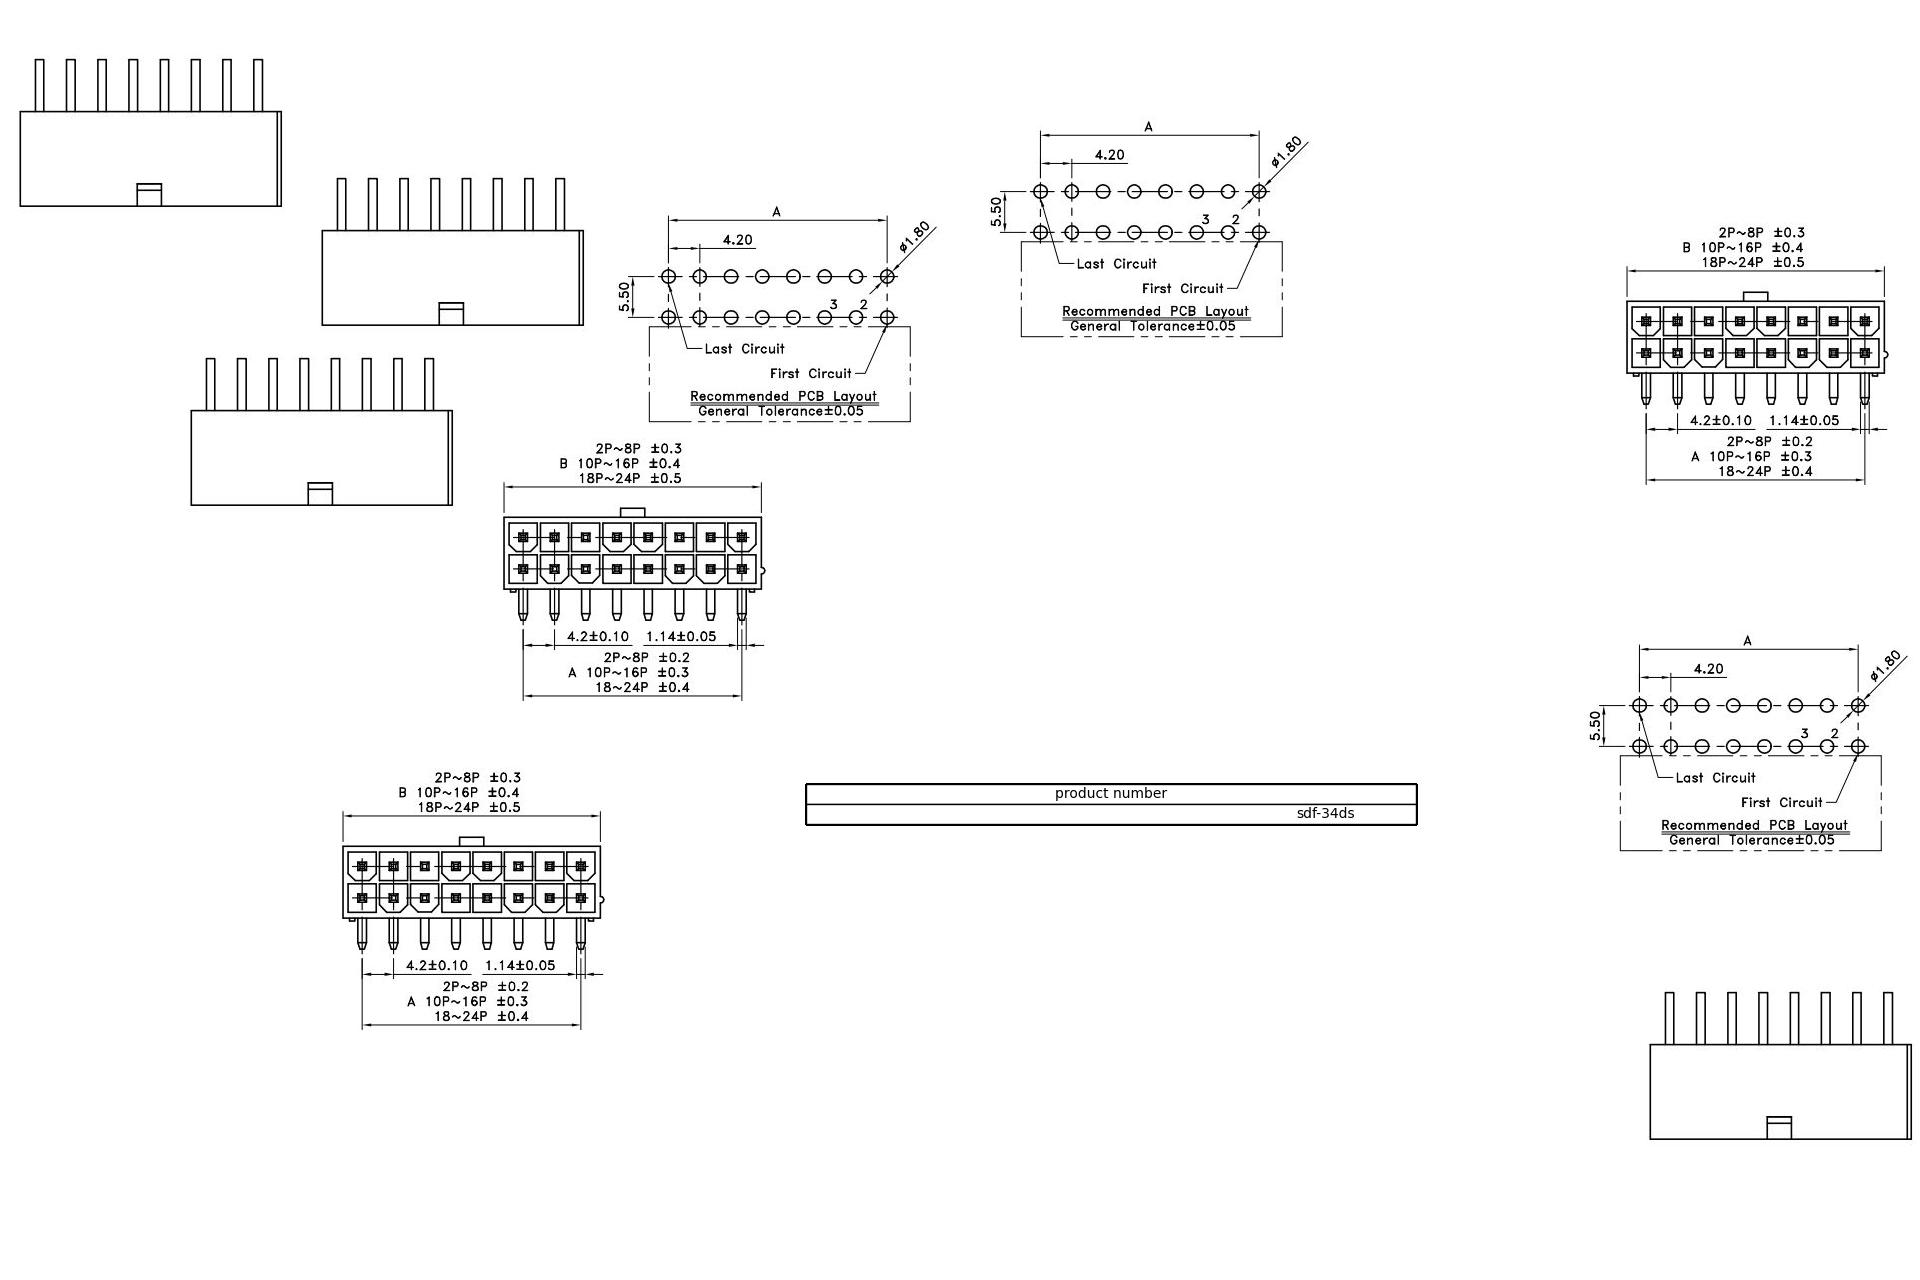 A
4.20
ø1.80
5.50
3 2
Last Circuit
First Circuit
Recommended PCB Layout
General Tolerance±0.05
A
4.20
ø1.80
5.50
3 2
Last Circuit
First Circuit
Recommended PCB Layout
General Tolerance±0.05
2P~8P ±0.3
B 10P~16P ±0.4
18P~24P ±0.5
4.2±0.10 1.14±0.05
2P~8P ±0.2
A 10P~16P ±0.3
18~24P ±0.4
2P~8P ±0.3
B 10P~16P ±0.4
18P~24P ±0.5
4.2±0.10 1.14±0.05
2P~8P ±0.2
A 10P~16P ±0.3
18~24P ±0.4
A
4.20
ø1.80
5.50
3 2
Last Circuit
First Circuit
Recommended PCB Layout
General Tolerance±0.05
product number
sdf-34ds
2P~8P ±0.3
B 10P~16P ±0.4
18P~24P ±0.5
4.2±0.10 1.14±0.05
2P~8P ±0.2
A 10P~16P ±0.3
18~24P ±0.4